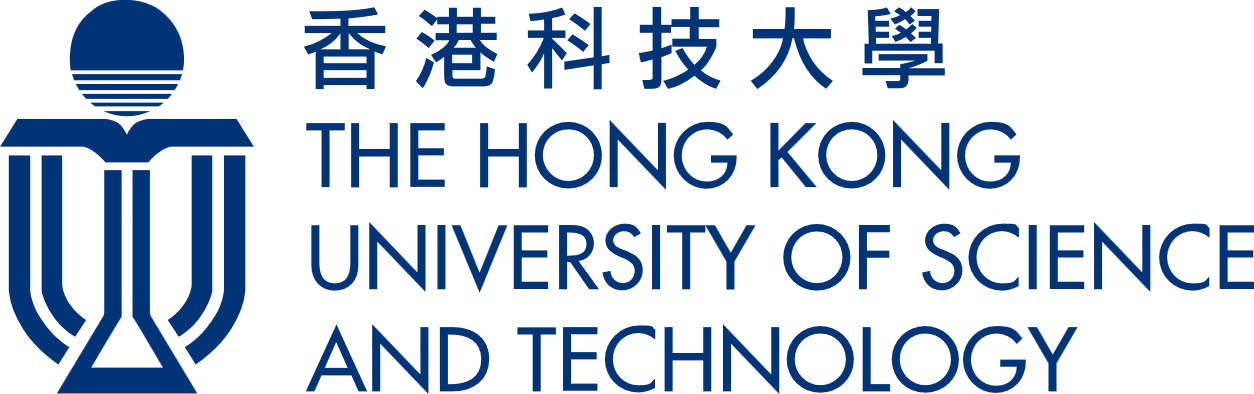 香港科技大學
THE HONG KONG
UNIVERSITY OF SCIENCE
AND TECHNOLOGY